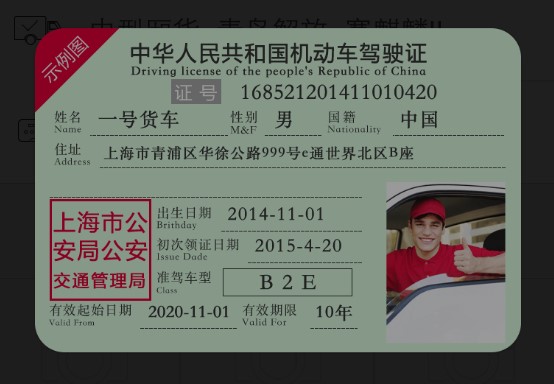 示例图
中华人民共和国机动车驾驶证
Driving license of the people's Republic of China
证号 168521201411010420
姓名 一号货车 性别 男 国籍 中国
Name M&F Nationality
住址 上海市青浦区华徐公路999号e通世界北区B座
Address
上海市公
安局公安
交通管理局
出生日期 2014-11-01
Brithday
初次领证日期 2015-4-20
Issue Dade
准驾车型 B2E
Class
有效起始日期 2020-11-01 有效期限 10年
Valid From Valid For